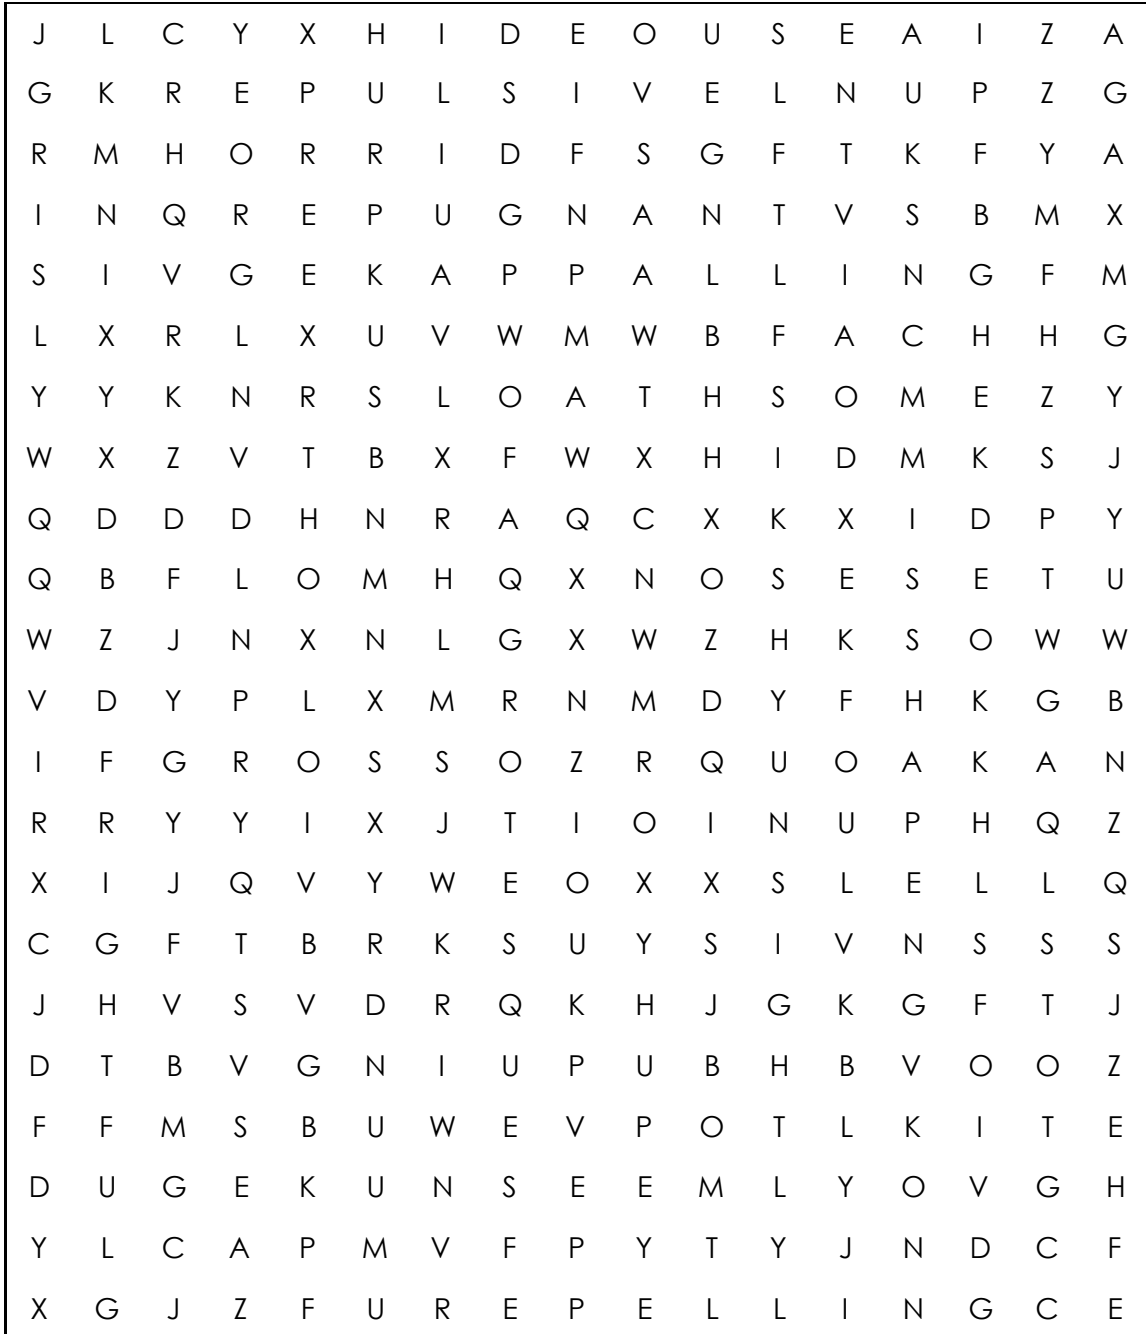 J L C Y X H I D E O U S E A I Z A
G K R E P U L S I V E L N U P Z G
R M H O R R I D F S G F T K F Y A
I N Q R E P U G N A N T V S B M X
S I V G E K A P P A L L I N G F M
L X R L X U V W M W B F A C H H G
Y Y K N R S L O A T H S O M E Z Y
W X Z V T B X F W X H I D M K S J
Q D D D H N R A Q C X K X I D P Y
Q B F L O M H Q X N O S E S E T U
W Z J N X N L G X W Z H K S O W W
V D Y P L X M R N M D Y F H K G B
I F G R O S S O Z R Q U O A K A N
R R Y Y I X J T I O I N U P H Q Z
X I J Q V Y W E O X X S L E L L Q
C G F T B R K S U Y S I V N S S S
J H V S V D R Q K H J G K G F T J
D T B V G N I U P U B H B V O O Z
F F M S B U W E V P O T L K I T E
D U G E K U N S E E M L Y O V G H
Y L C A P M V F P Y T Y J N D C F
X G J Z F U R E P E L L I N G C E